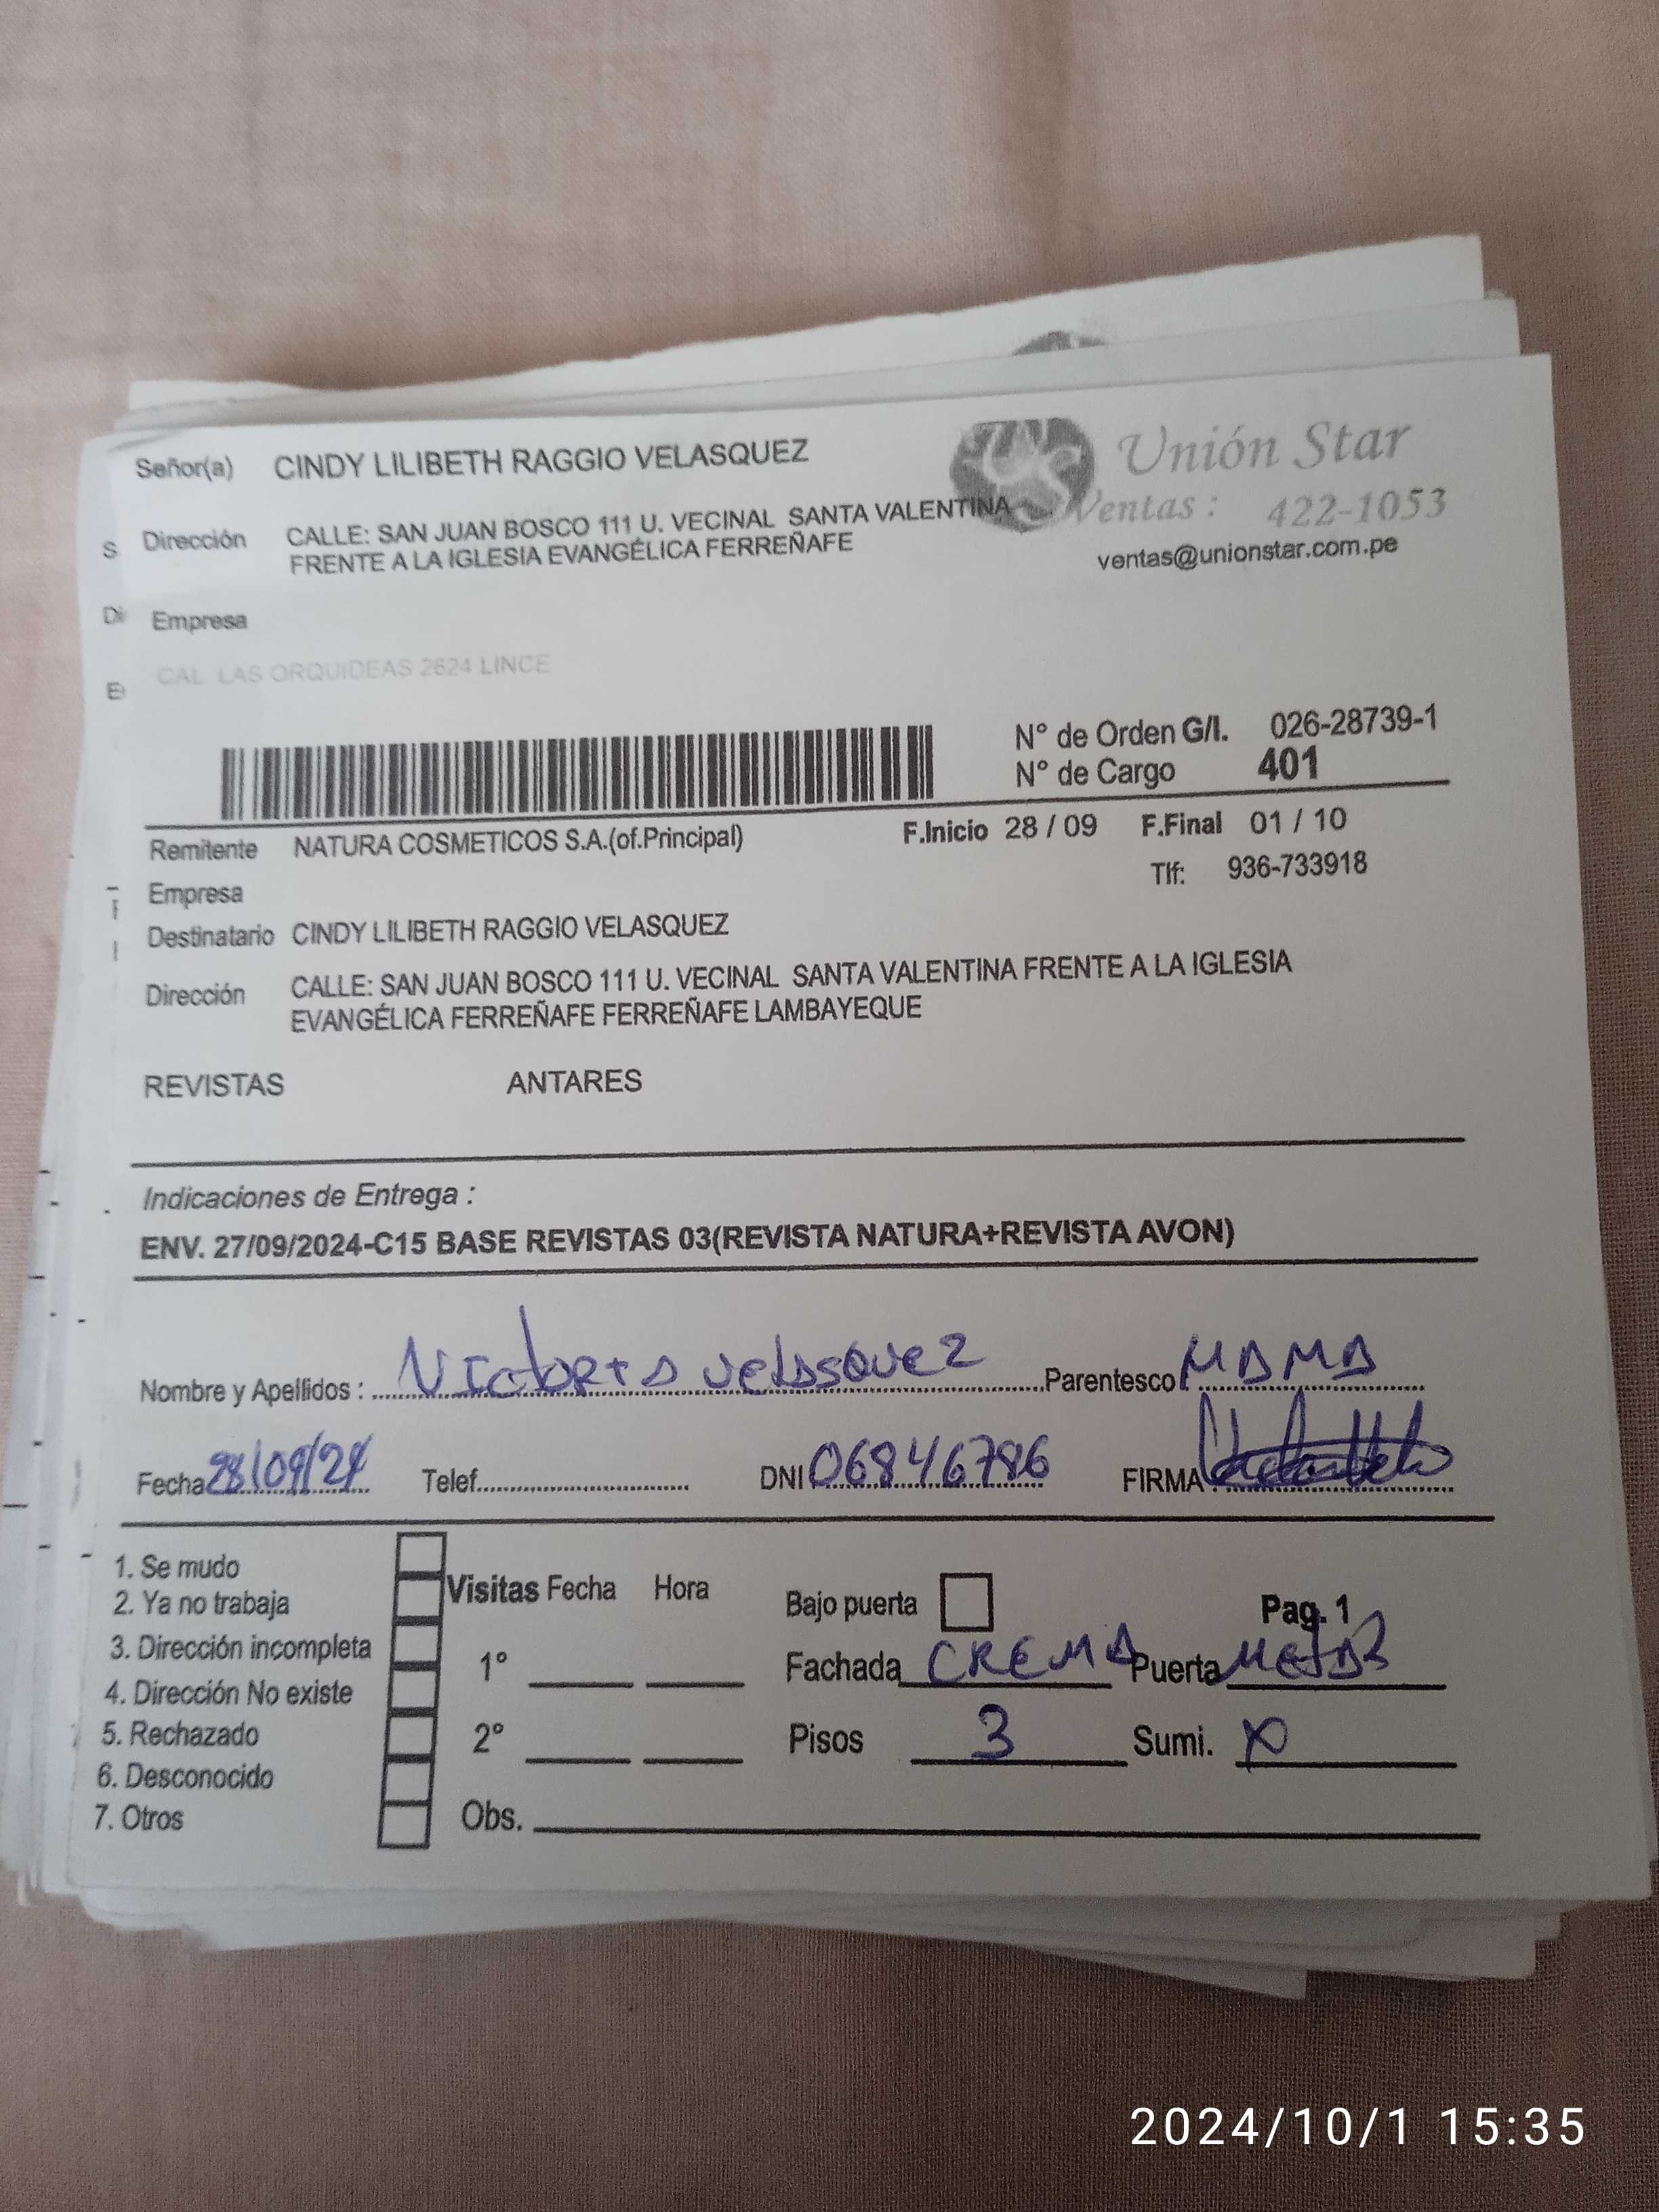 Señor(a) CINDY LILIBETH RAGGIO VELASQUEZ
Unión Star
Ventas : 422-1053
ventas@unionstar.com.pe
Dirección CALLE: SAN JUAN BOSCO 111 U. VECINAL SANTA VALENTINA
FRENTE A LA IGLESIA EVANGÉLICA FERREÑAFE
Empresa
CAL LAS ORQUIDEAS 2624 LINCE
N° de Orden G/I. 026-28739-1
N° de Cargo 401
Remitente NATURA COSMETICOS S.A.(of.Principal) F.Inicio 28 / 09 F.Final 01 / 10
Empresa Tlf: 936-733918
Destinatario CINDY LILIBETH RAGGIO VELASQUEZ
Dirección CALLE: SAN JUAN BOSCO 111 U. VECINAL SANTA VALENTINA FRENTE A LA IGLESIA
EVANGÉLICA FERREÑAFE FERREÑAFE LAMBAYEQUE
REVISTAS ANTARES
Indicaciones de Entrega :
ENV. 27/09/2024-C15 BASE REVISTAS 03(REVISTA NATURA+REVISTA AVON)
Nombre y Apellidos : Victoria Velasquez Parentesco MAMA
Fecha 28/09/24 Telef. DNI 06846786 FIRMA
1. Se mudo
2. Ya no trabaja
3. Dirección incompleta
4. Dirección No existe
5. Rechazado
6. Desconocido
7. Otros
Visitas Fecha Hora
1°
2°
Obs.
Bajo puerta Pag. 1
Fachada CREMA Puerta Metal
Pisos 3 Sumi. X
2024/10/1 15:35